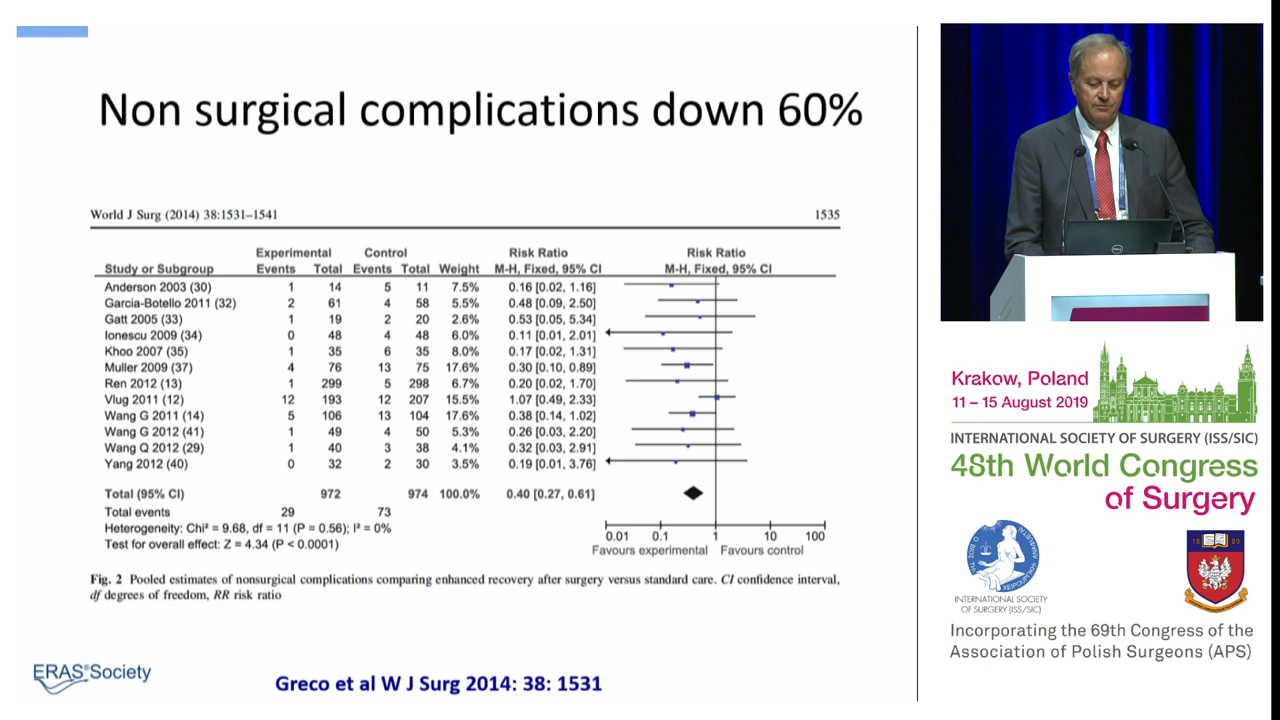 Non surgical complications down 60%
World J Surg (2014) 38:1531–1541 1535
Experimental Control Risk Ratio Risk Ratio
Study or Subgroup Events Total Events Total Weight M-H, Fixed, 95% CI M-H, Fixed, 95% CI
Anderson 2003 (30) 1 14 5 11 7.5% 0.16 [0.02, 1.16]
Garcia-Botello 2011 (32) 2 61 4 58 5.5% 0.48 [0.09, 2.50]
Gatt 2005 (33) 1 19 2 20 2.6% 0.53 [0.05, 5.34]
Ionescu 2009 (34) 0 48 4 48 6.0% 0.11 [0.01, 2.01]
Khoo 2007 (35) 1 35 6 35 8.0% 0.17 [0.02, 1.31]
Muller 2009 (37) 4 76 13 75 17.6% 0.30 [0.10, 0.89]
Ren 2012 (13) 1 299 5 298 6.7% 0.20 [0.02, 1.70]
Vlug 2011 (12) 12 193 12 207 15.5% 1.07 [0.49, 2.33]
Wang G 2011 (14) 5 106 13 104 17.6% 0.38 [0.14, 1.02]
Wang G 2012 (41) 1 49 4 50 5.3% 0.26 [0.03, 2.20]
Wang Q 2012 (29) 1 40 3 38 4.1% 0.32 [0.03, 2.91]
Yang 2012 (40) 0 32 2 30 3.5% 0.19 [0.01, 3.76]
Total (95% CI) 972 974 100.0% 0.40 [0.27, 0.61]
Total events 29 73
Heterogeneity: Chi² = 9.68, df = 11 (P = 0.56); I² = 0%
Test for overall effect: Z = 4.34 (P < 0.0001)
0.01 0.1 1 10 100
Favours experimental Favours control
Fig. 2 Pooled estimates of nonsurgical complications comparing enhanced recovery after surgery versus standard care. CI confidence interval,
df degrees of freedom, RR risk ratio
ERAS® Society
Greco et al W J Surg 2014: 38: 1531
DELL
Krakow, Poland
11 – 15 August 2019
INTERNATIONAL SOCIETY OF SURGERY (ISS/SIC)
48th World Congress
of Surgery
18 89
INTERNATIONAL SOCIETY
OF SURGERY (ISS/SIC)
Incorporating the 69th Congress of the
Association of Polish Surgeons (APS)